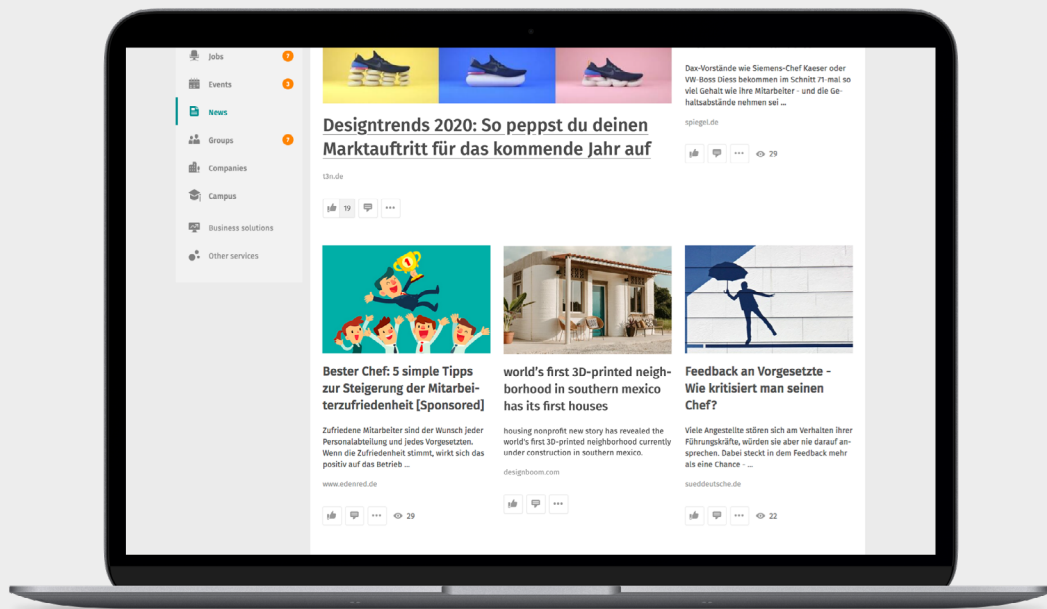 Jobs
7
Events
3
News
Groups
7
Companies
Campus
Business solutions
Other services
Designtrends 2020: So peppst du deinen
Marktauftritt für das kommende Jahr auf
t3n.de
19
Dax-Vorstände wie Siemens-Chef Kaeser oder
VW-Boss Diess bekommen im Schnitt 71-mal so
viel Gehalt wie ihre Mitarbeiter - und die Ge-
haltsabstände nehmen sei ...
spiegel.de
29
Bester Chef: 5 simple Tipps
zur Steigerung der Mitarbei-
terzufriedenheit [Sponsored]
Zufriedene Mitarbeiter sind der Wunsch jeder
Personalabteilung und jedes Vorgesetzten.
Wenn die Zufriedenheit stimmt, wirkt sich das
positiv auf das Betrieb ...
www.edenred.de
29
world's first 3D-printed neigh-
borhood in southern mexico
has its first houses
housing nonprofit new story has revealed the
world's first 3D-printed neighborhood currently
under construction in southern mexico.
designboom.com
Feedback an Vorgesetzte -
Wie kritisiert man seinen
Chef?
Viele Angestellte stören sich am Verhalten ihrer
Führungskräfte, würden sie aber nie darauf an-
sprechen. Dabei steckt in dem Feedback mehr
als eine Chance - ...
sueddeutsche.de
22